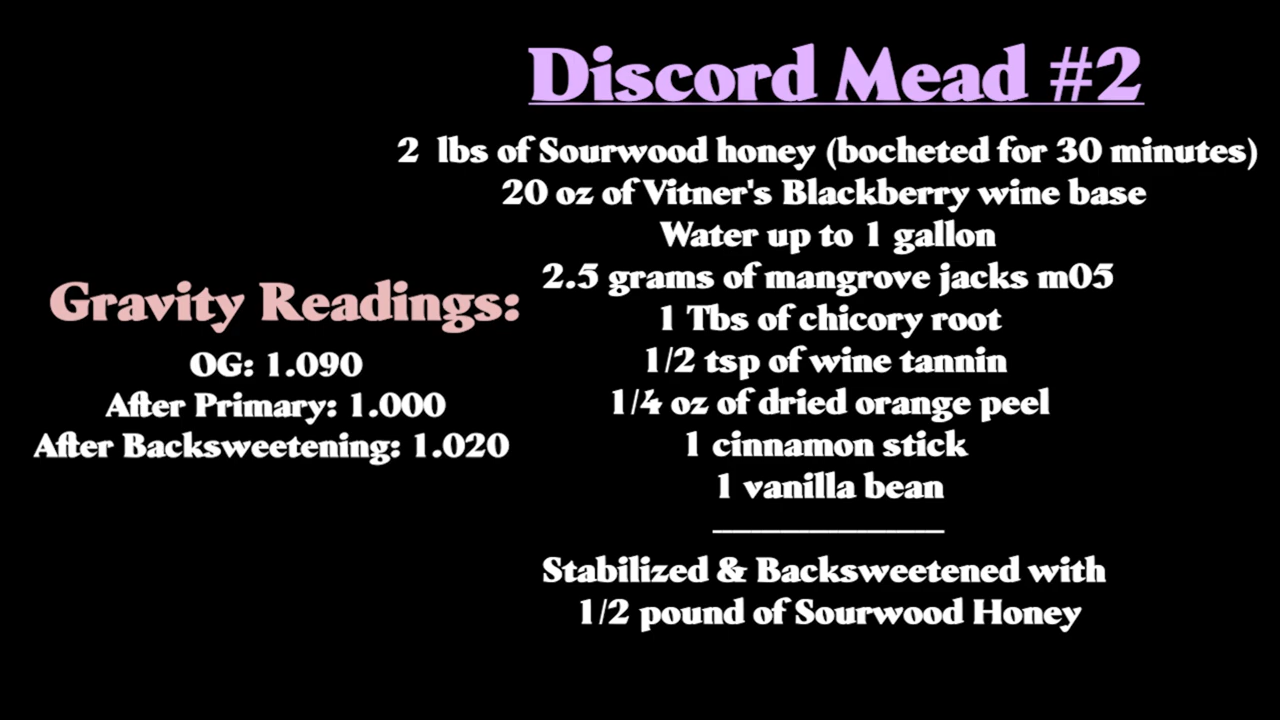 Discord Mead #2
2 lbs of Sourwood honey (bocheted for 30 minutes)
20 oz of Vitner's Blackberry wine base
Water up to 1 gallon
2.5 grams of mangrove jacks m05
1 Tbs of chicory root
1/2 tsp of wine tannin
1/4 oz of dried orange peel
1 cinnamon stick
1 vanilla bean
Stabilized & Backsweetened with
1/2 pound of Sourwood Honey
Gravity Readings:
OG: 1.090
After Primary: 1.000
After Backsweetening: 1.020